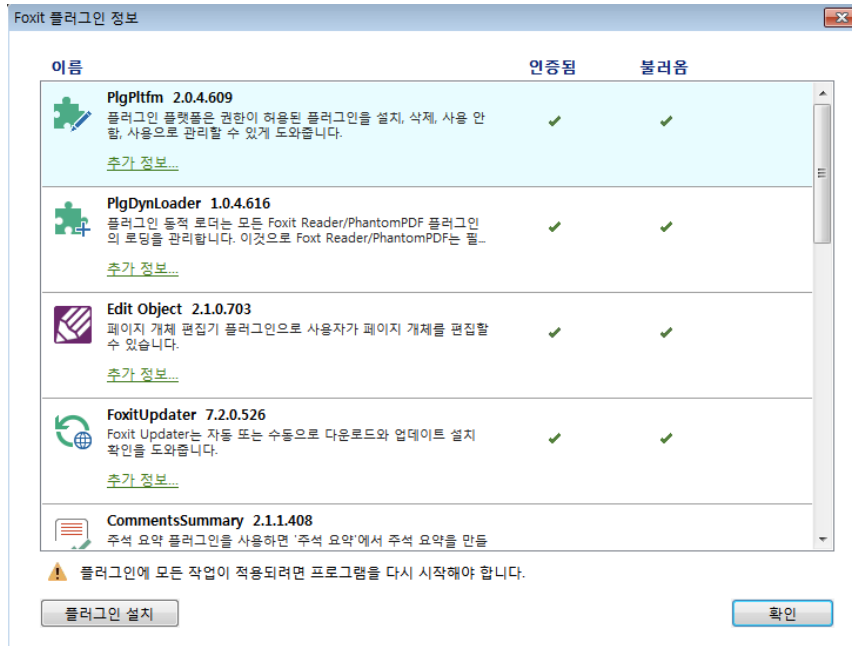 Foxit 플러그인 정보
이름 인증됨 불러옴
PlgPltfm 2.0.4.609
플러그인 플랫폼은 권한이 허용된 플러그인을 설치, 삭제, 사용 안
함, 사용으로 관리할 수 있게 도와줍니다.
추가 정보...
PlgDynLoader 1.0.4.616
플러그인 동적 로더는 모든 Foxit Reader/PhantomPDF 플러그인
의 로딩을 관리합니다. 이것으로 Foxt Reader/PhantomPDF는 필...
추가 정보...
Edit Object 2.1.0.703
페이지 개체 편집기 플러그인으로 사용자가 페이지 개체를 편집할
수 있습니다.
추가 정보...
FoxitUpdater 7.2.0.526
Foxit Updater는 자동 또는 수동으로 다운로드와 업데이트 설치
확인을 도와줍니다.
추가 정보...
CommentsSummary 2.1.1.408
주석 요약 플러그인을 사용하면 '주석 요약'에서 주석 요약을 만들
플러그인에 모든 작업이 적용되려면 프로그램을 다시 시작해야 합니다.
플러그인 설치 확인